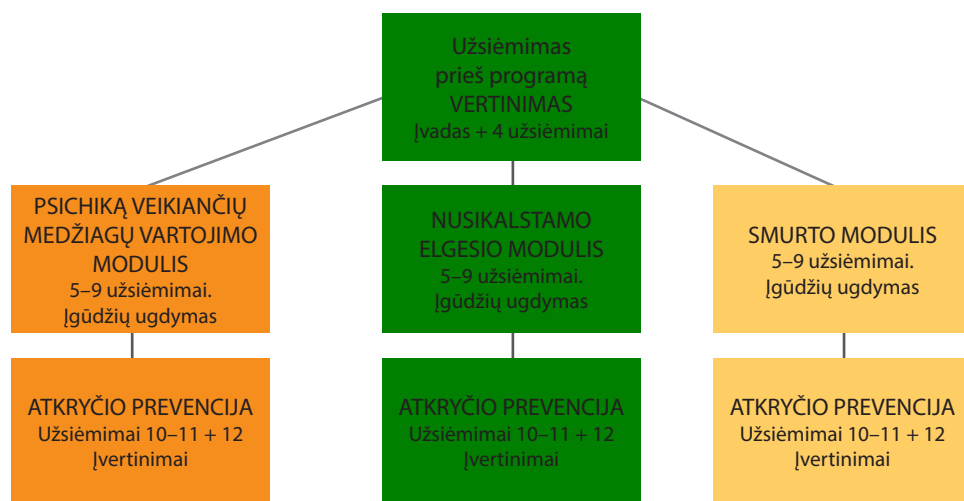 Užsiėmimas
prieš programą
VERTINIMAS
Įvadas + 4 užsiėmimai
PSICHIKĄ VEIKIANČIŲ
MEDŽIAGŲ VARTOJIMO
MODULIS
5–9 užsiėmimai.
Įgūdžių ugdymas
NUSIKALSTAMO
ELGESIO MODULIS
5–9 užsiėmimai.
Įgūdžių ugdymas
SMURTO MODULIS
5–9 užsiėmimai.
Įgūdžių ugdymas
ATKRYČIO PREVENCIJA
Užsiėmimai 10–11 + 12
Įvertinimai
ATKRYČIO PREVENCIJA
Užsiėmimai 10–11 + 12
Įvertinimai
ATKRYČIO PREVENCIJA
Užsiėmimai 10–11 + 12
Įvertinimai